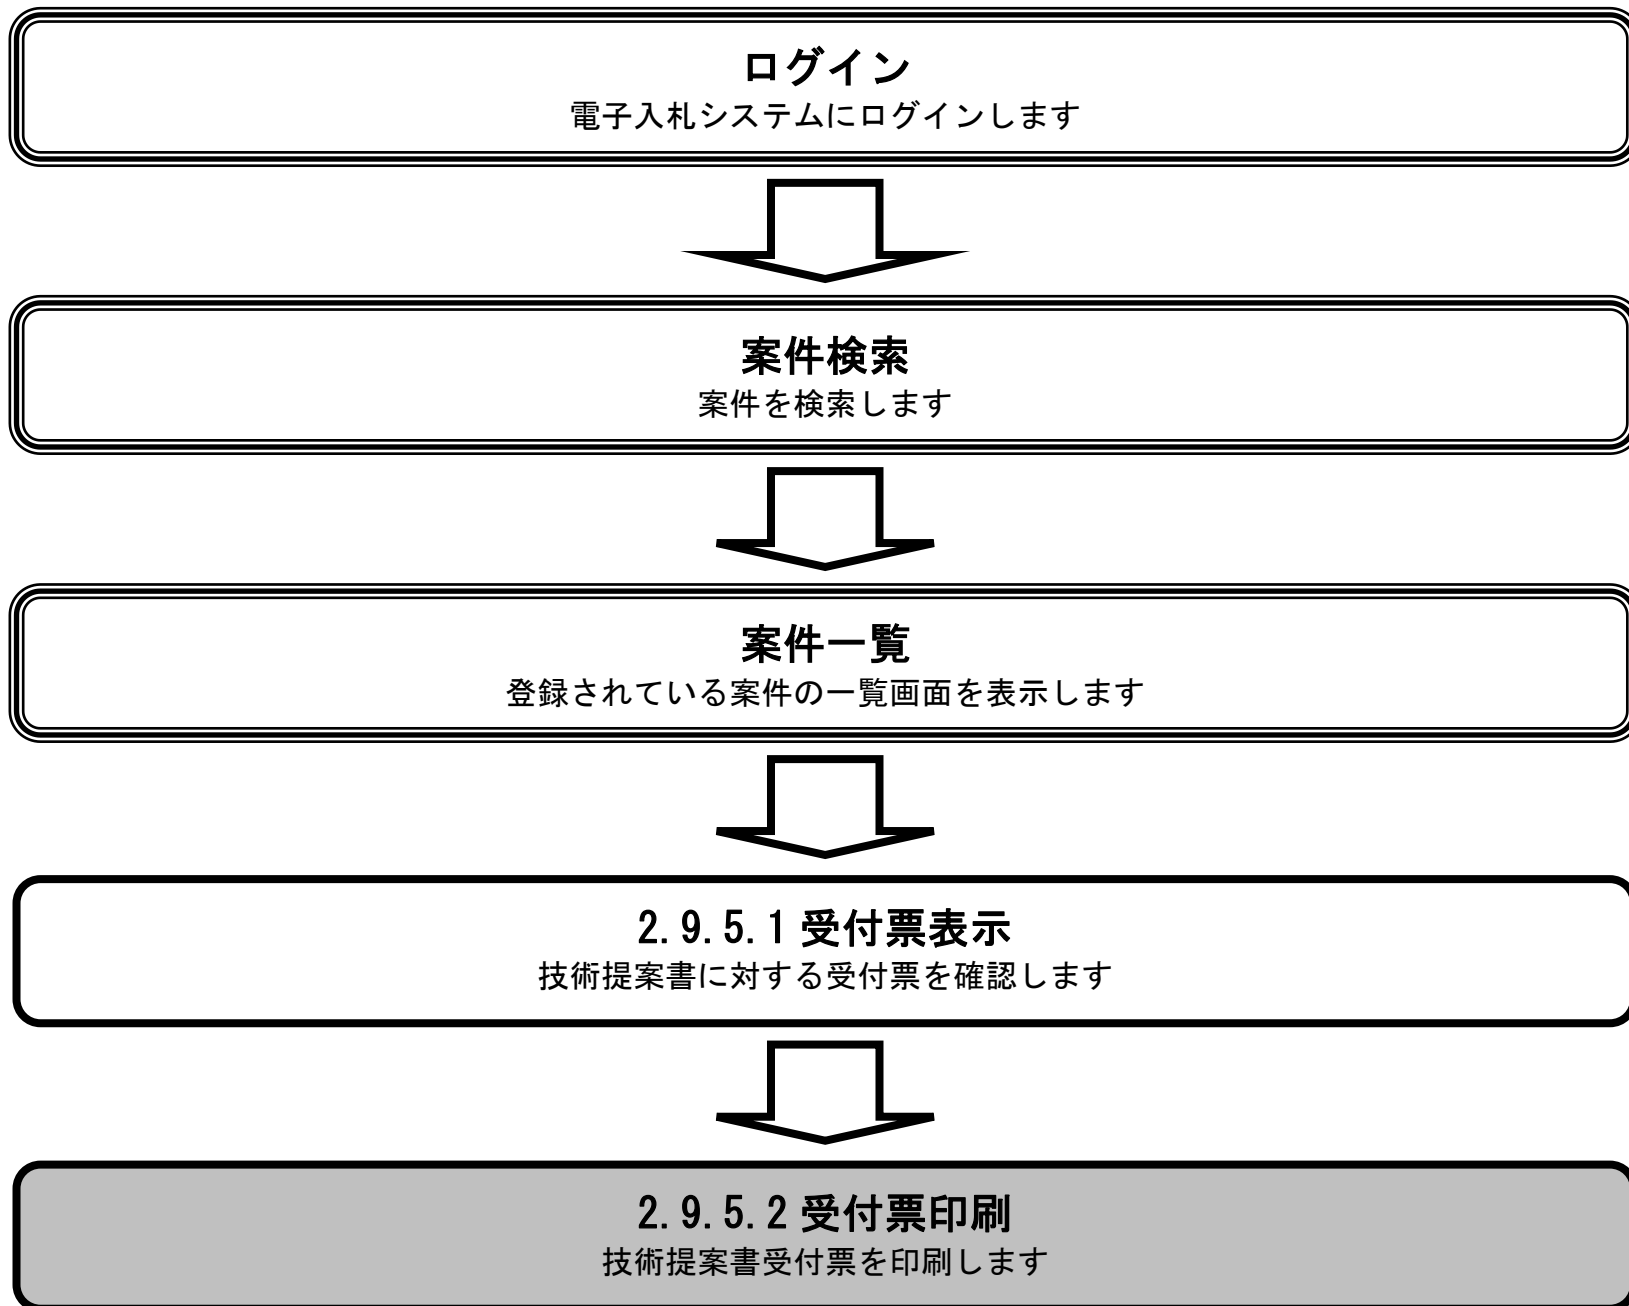 ログイン
電子入札システムにログインします
案件検索
案件を検索します
案件一覧
登録されている案件の一覧画面を表示します
2.9.5.1受付票表示
技術提案書に対する受付票を確認します
2.9.5.2受付票印刷
技術提案書受付票を印刷します